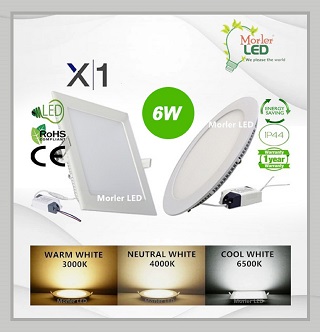 Morler
LED
We please the world
X|1
6W
LED
RoHS
COMPLIANT
CE
ENERGY
SAVING
IP44
Warranty
1 year
Warranty
Morler LED
Morler LED
WARM WHITE
3000K
NEUTRAL WHITE
4000K
COOL WHITE
6500K